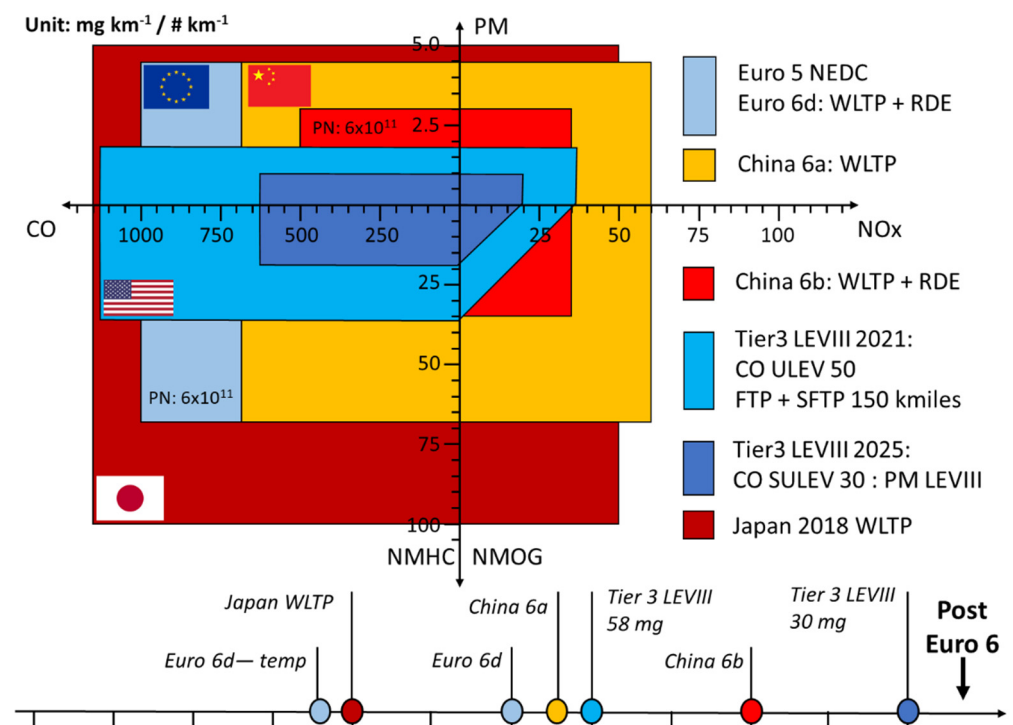 Unit: mg km-1 / # km-1
PM
5.0
PN: 6x10^11
2.5
CO
1000
750
500
250
25
50
75
100
NOx
25
50
PN: 6x10^11
75
100
NMHC
NMOG
Euro 5 NEDC
Euro 6d: WLTP + RDE
China 6a: WLTP
China 6b: WLTP + RDE
Tier3 LEVIII 2021:
CO ULEV 50
FTP + SFTP 150 kmiles
Tier3 LEVIII 2025:
CO SULEV 30 : PM LEVIII
Japan 2018 WLTP
Japan WLTP
Euro 6d— temp
China 6a
Euro 6d
Tier 3 LEVIII
58 mg
China 6b
Tier 3 LEVIII
30 mg
Post
Euro 6